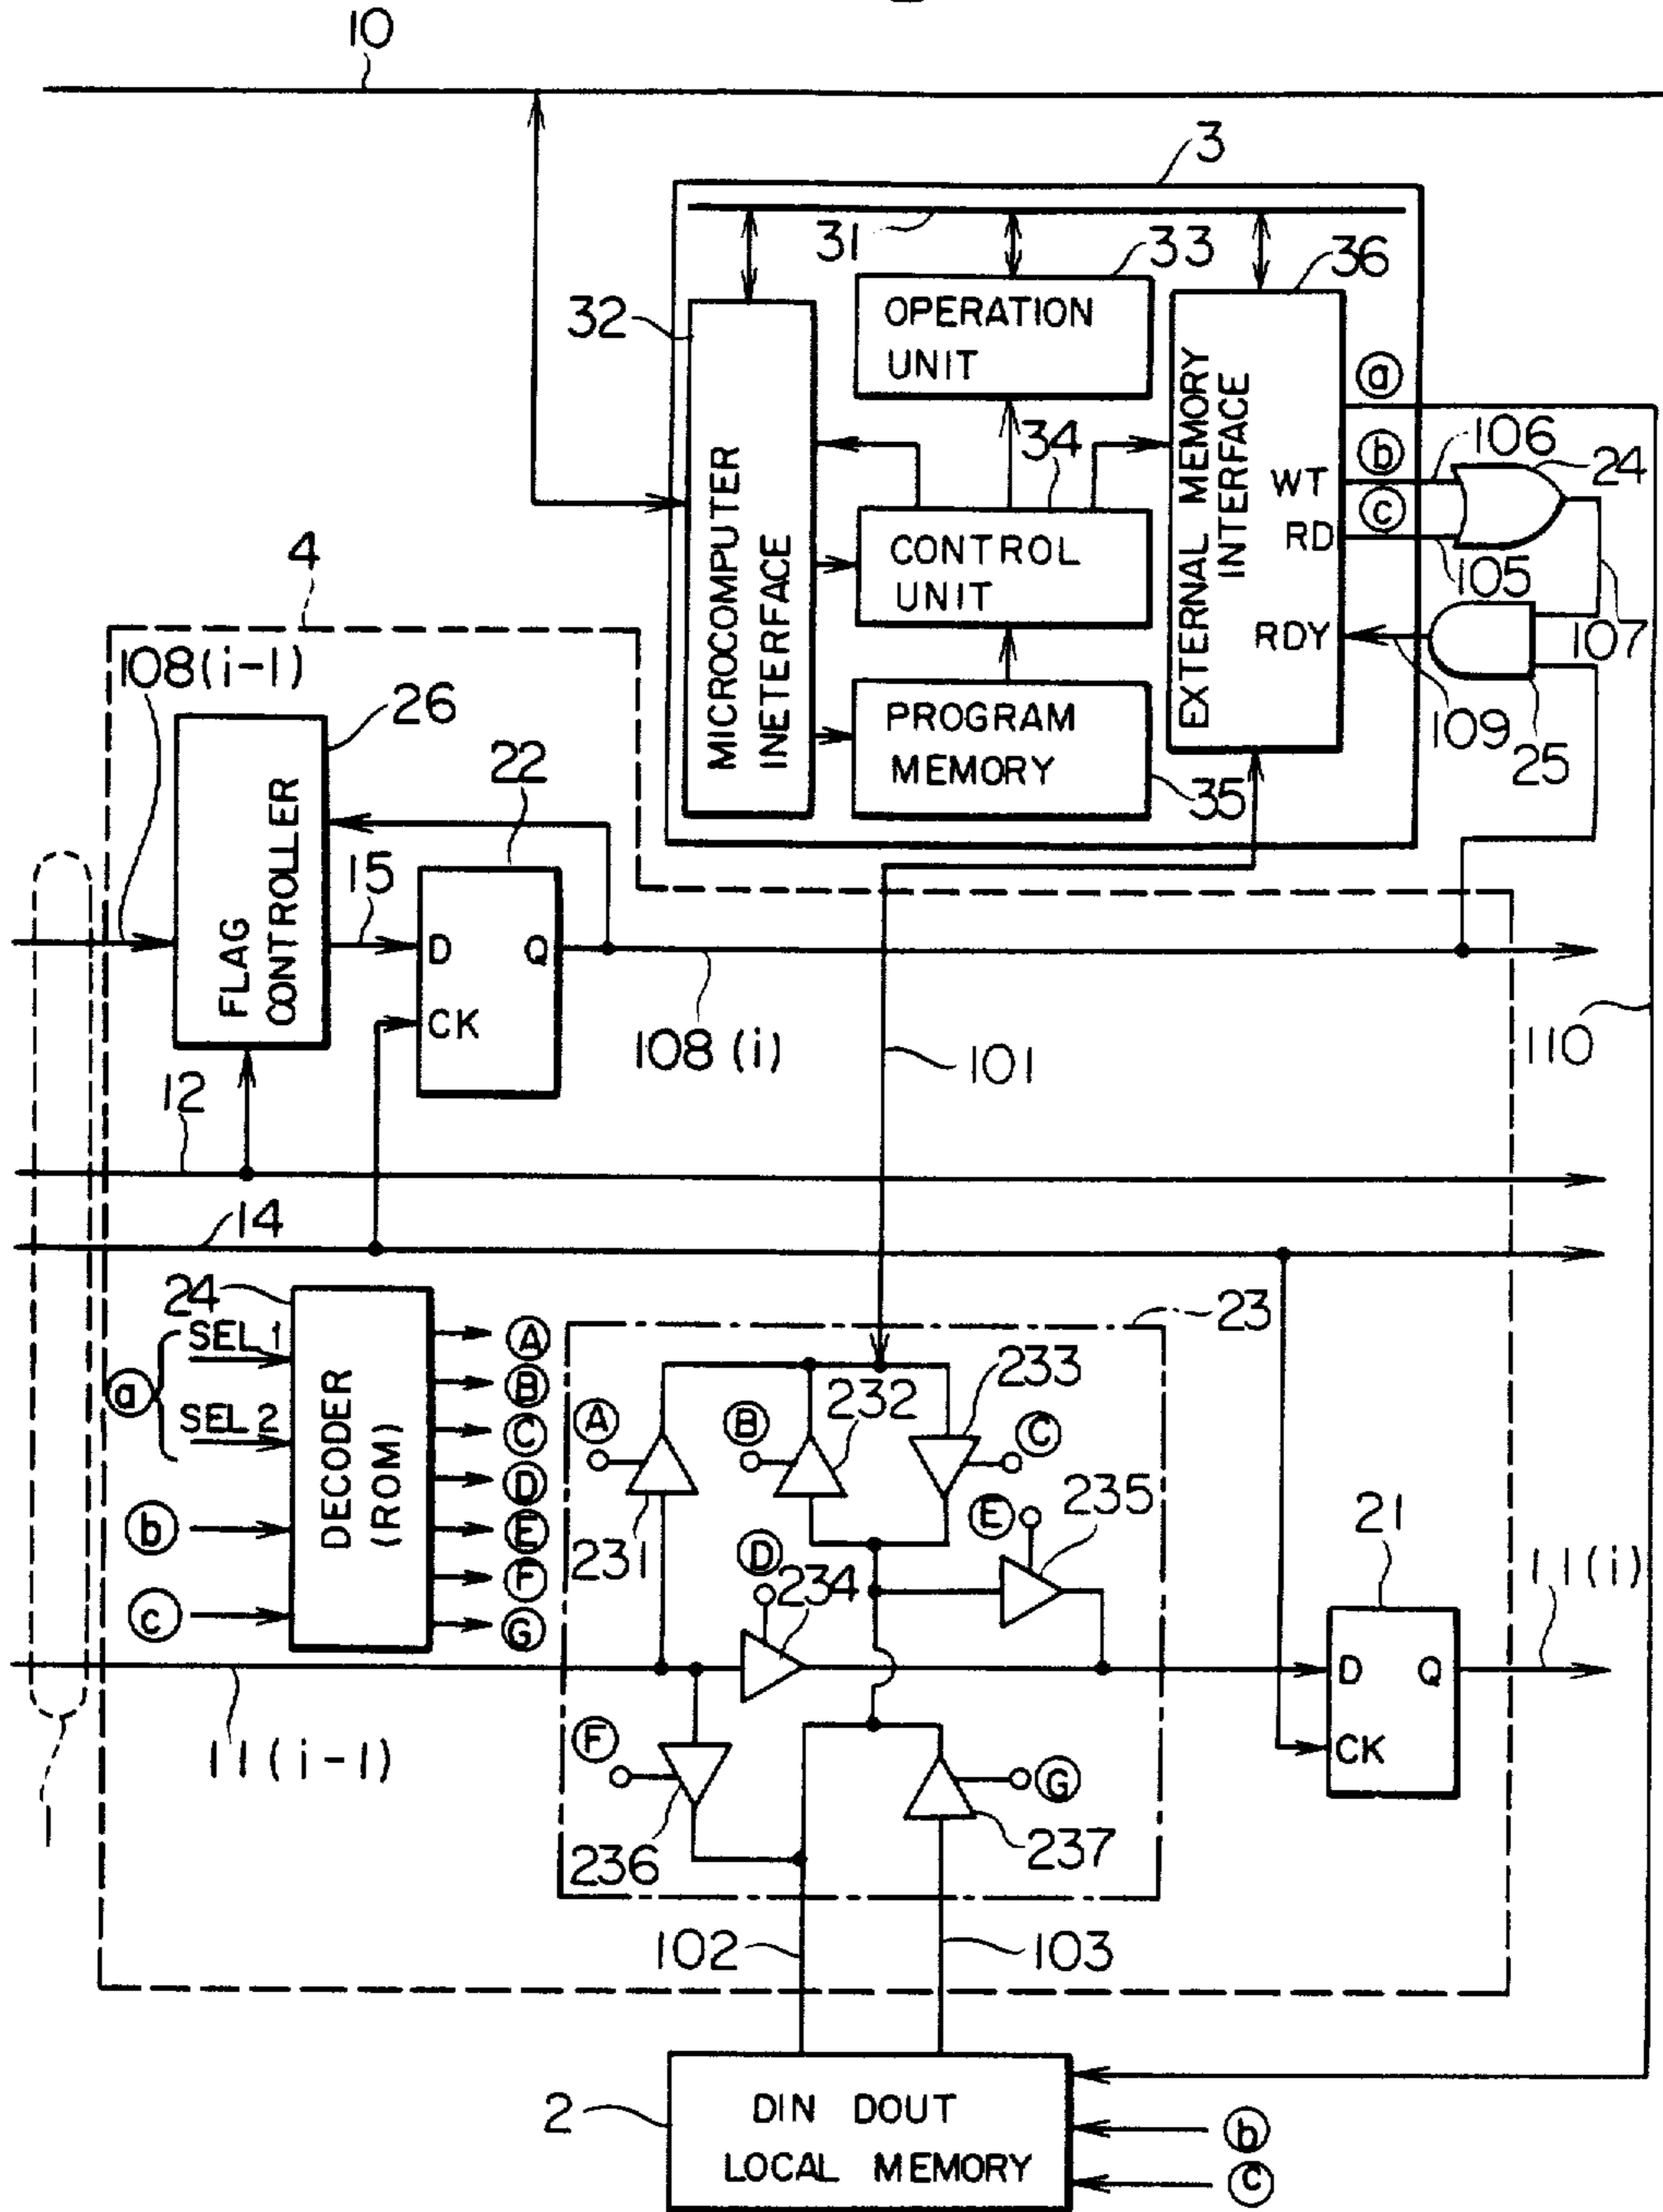 10
3
31
33
36
32
OPERATION
UNIT
MICROCOMPUTER
INETERFACE
34
CONTROL
UNIT
EXTERNAL MEMORY
INTERFACE
WT
RD
RDY
a
b
c
106
24
105
107
109
25
PROGRAM
MEMORY
35
4
108(i-1)
26
FLAG
CONTROLLER
15
22
D Q
CK
108(i)
101
110
12
14
24
a
SEL 1
SEL 2
b
c
DECODER
(ROM)
A
B
C
D
E
F
G
23
A
231
B
232
233
C
D
234
E
235
F
236
G
237
21
D Q
CK
11(i)
11(i-1)
1
102
103
2
DIN DOUT
LOCAL MEMORY
b
c